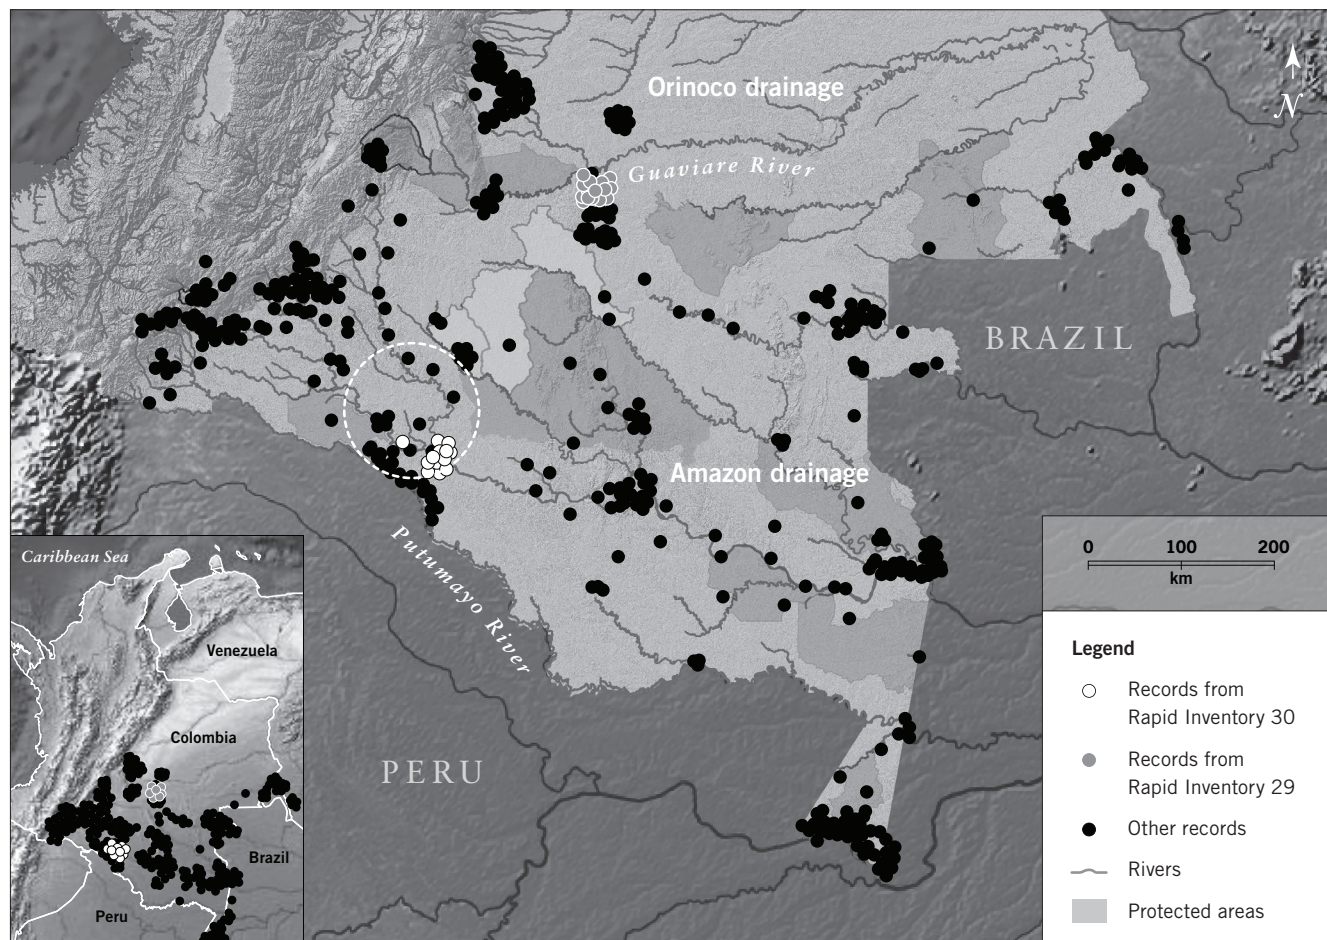 Orinoco drainage
N
Guaviare River
BRAZIL
Amazon drainage
Putumayo River
PERU
Caribbean Sea
Venezuela
Colombia
Brazil
Peru
0 100 200
km
Legend
Records from
Rapid Inventory 30
Records from
Rapid Inventory 29
Other records
Rivers
Protected areas